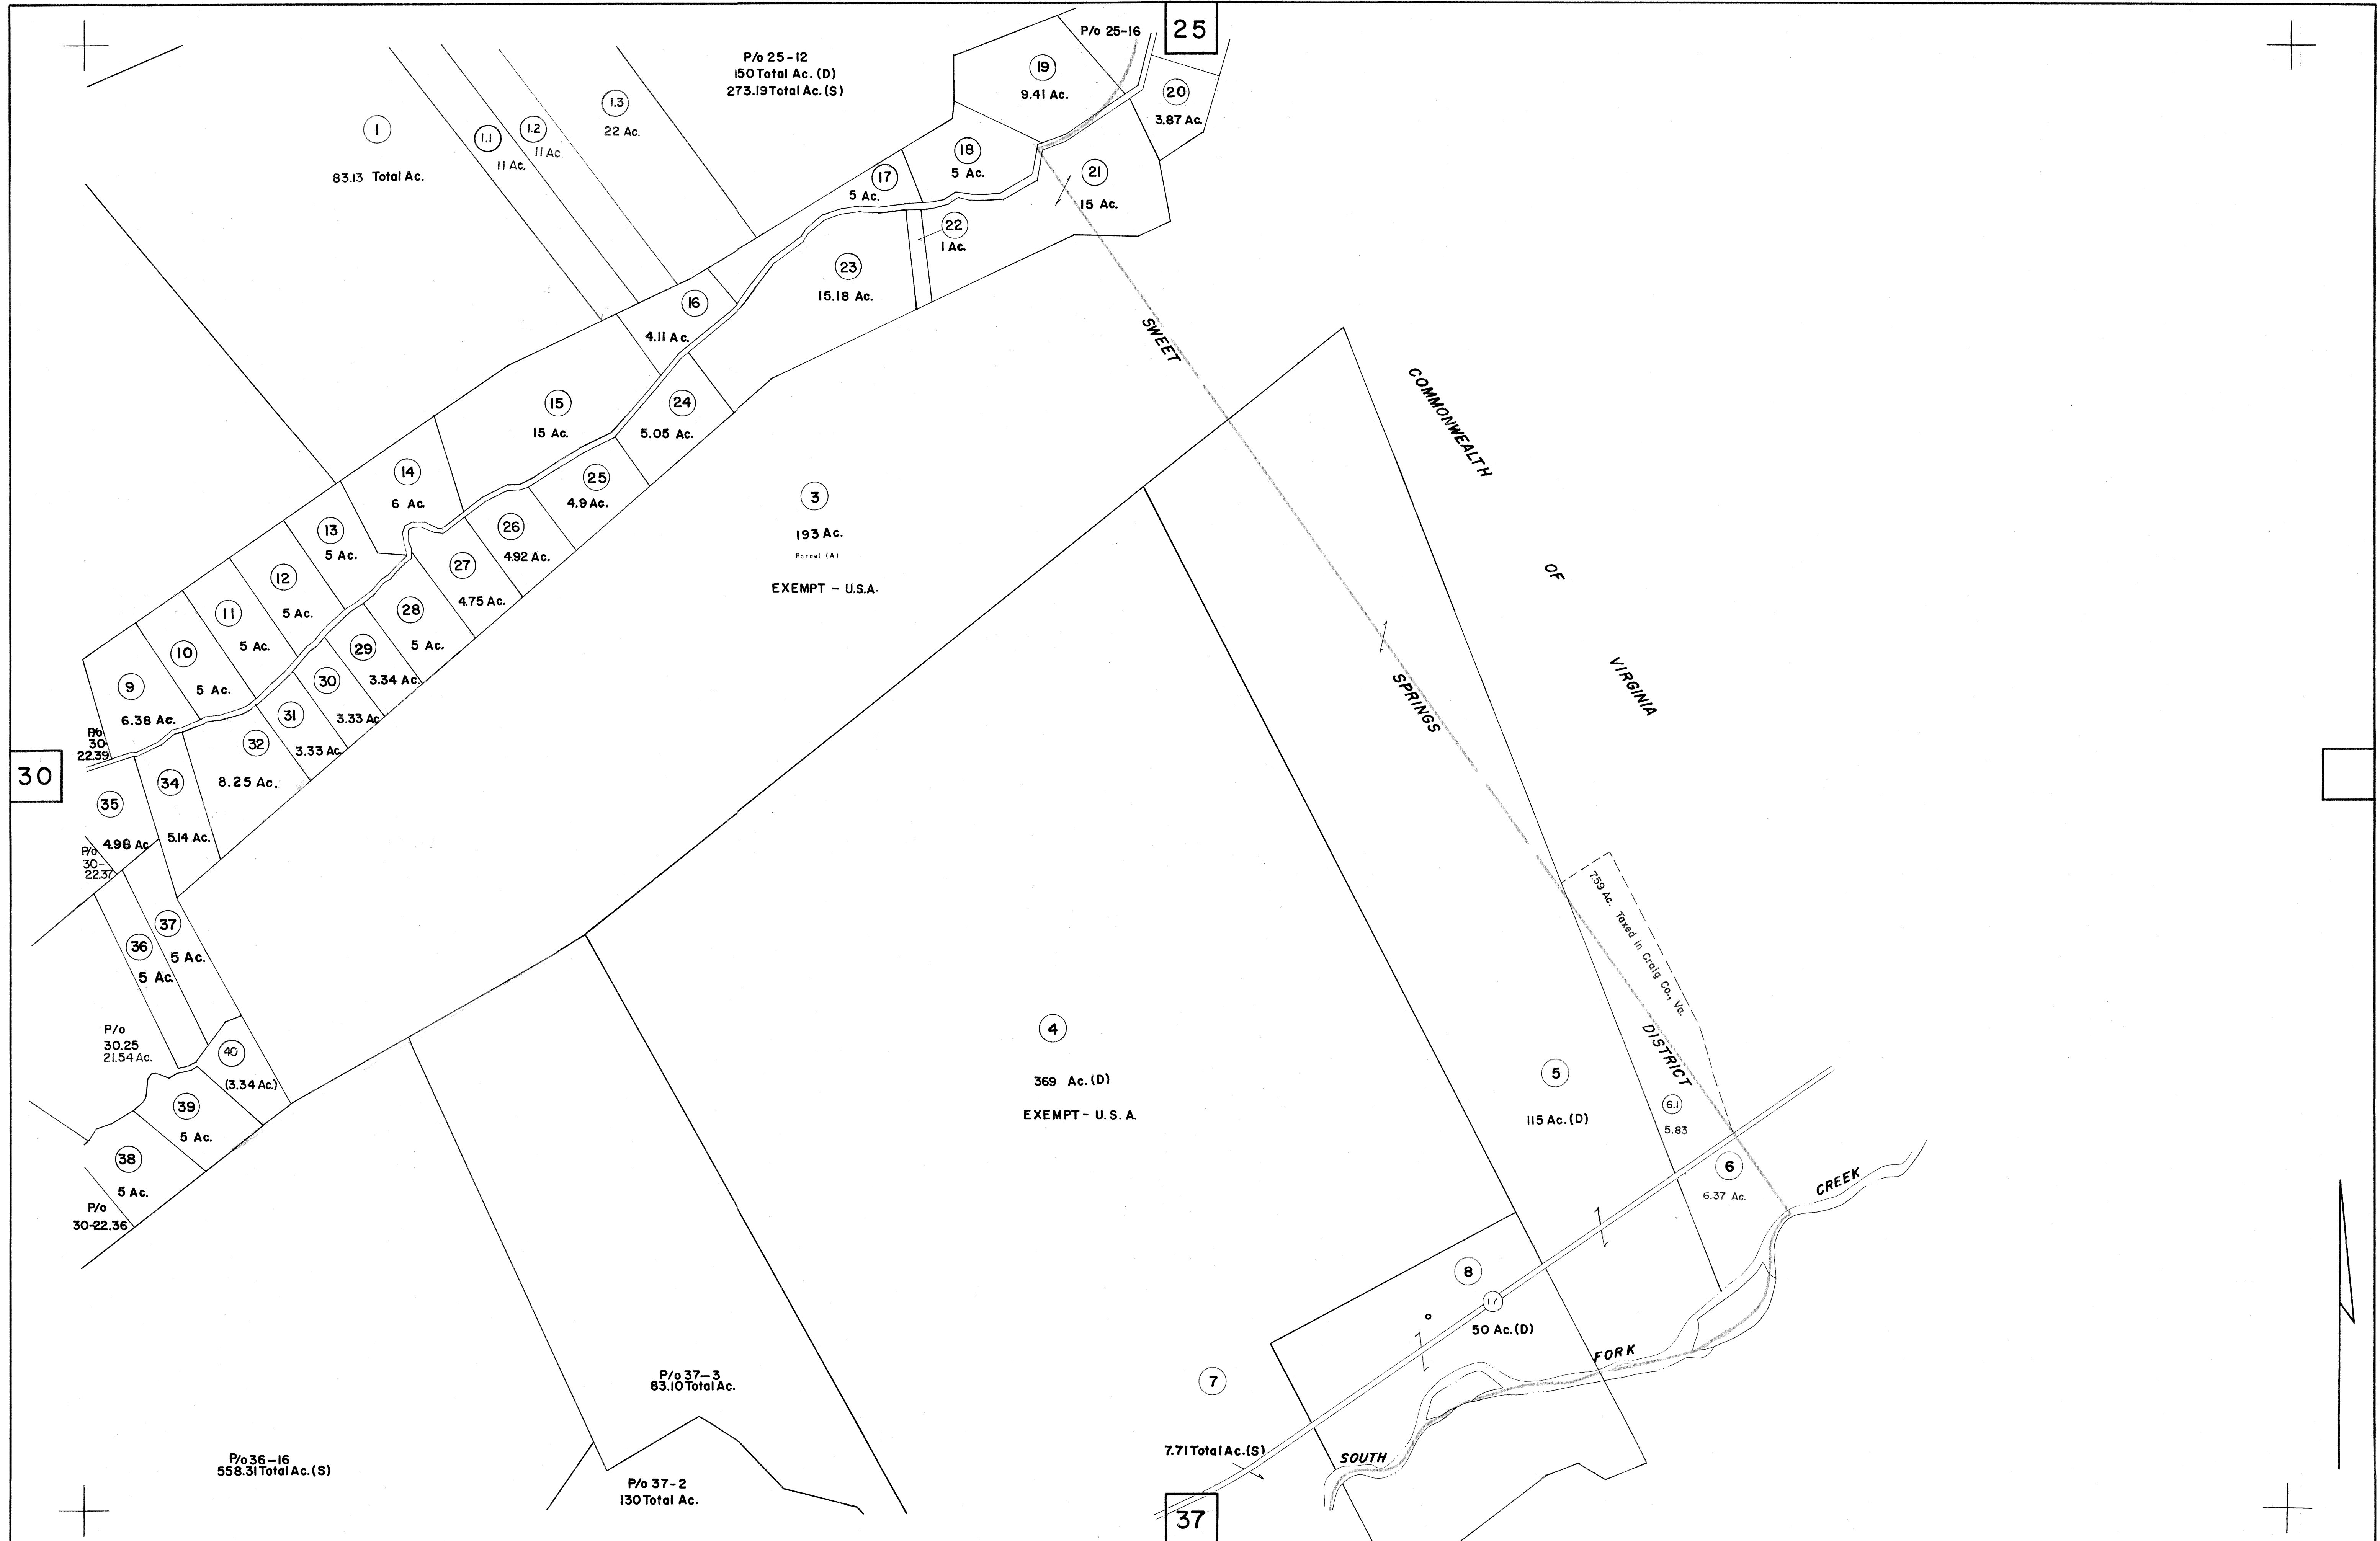 25
P/o 25-16
P/o 25-12
150 Total Ac. (D)
273.19 Total Ac. (S)
19
9.41 Ac.
20
3.87 Ac.
1
83.13 Total Ac.
1.1
11 Ac.
1.2
11 Ac.
1.3
22 Ac.
18
5 Ac.
17
5 Ac.
21
15 Ac.
22
1 Ac.
23
15.18 Ac.
16
4.11 Ac.
15
15 Ac.
24
5.05 Ac.
14
6 Ac.
25
4.9 Ac.
13
5 Ac.
26
4.92 Ac.
12
5 Ac.
27
4.75 Ac.
11
5 Ac.
28
5 Ac.
10
5 Ac.
29
3.34 Ac.
9
6.38 Ac.
30
3.33 Ac
31
3.33 Ac.
32
8.25 Ac.
P/o
30-
22.39
30
34
5.14 Ac.
35
4.98 Ac
P/o
30-
22.37
37
5 Ac.
36
5 Ac.
P/o
30.25
21.54 Ac.
40
(3.34 Ac.)
39
5 Ac.
38
5 Ac.
P/o
30-22.36
3
193 Ac.
Parcel (A)
EXEMPT - U.S.A.
SWEET
SPRINGS
DISTRICT
COMMONWEALTH
OF
VIRGINIA
7.59 Ac. Taxed in Craig Co., Va.
4
369 Ac. (D)
EXEMPT - U. S. A.
5
115 Ac. (D)
6.1
5.83
6
6.37 Ac.
CREEK
8
17
50 Ac. (D)
FORK
7
7.71 Total Ac. (S)
SOUTH
P/o 37-3
83.10 Total Ac.
P/o 36-16
558.31 Total Ac. (S)
P/o 37-2
130 Total Ac.
37